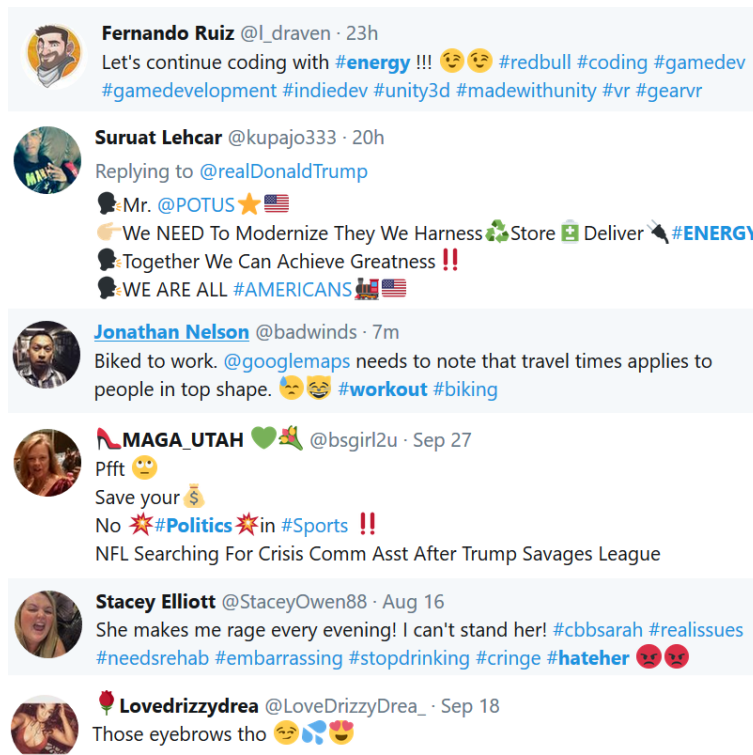 Fernando Ruiz @l_draven · 23h
Let's continue coding with #energy !!! 😉😉 #redbull #coding #gamedev
#gamedevelopment #indiedev #unity3d #madewithunity #vr #gearvr
Suruat Lehcar @kupajo333 · 20h
Replying to @realDonaldTrump
🗣Mr. @POTUS⭐🇺🇸
👉🏼We NEED To Modernize They We Harness♻Store🔋Deliver🔌#ENERGY
🗣Together We Can Achieve Greatness‼
🗣WE ARE ALL #AMERICANS🚂🇺🇸
Jonathan Nelson @badwinds · 7m
Biked to work. @googlemaps needs to note that travel times applies to
people in top shape. 😓😸 #workout #biking
👠MAGA_UTAH 💚💐 @bsgirl2u · Sep 27
Pfft 🙄
Save your💰
No 💥#Politics💥in #Sports ‼
NFL Searching For Crisis Comm Asst After Trump Savages League
Stacey Elliott @StaceyOwen88 · Aug 16
She makes me rage every evening! I can't stand her! #cbbsarah #realissues
#needsrehab #embarrassing #stopdrinking #cringe #hateher 😡😡
🌹Lovedrizzydrea @LoveDrizzyDrea_ · Sep 18
Those eyebrows tho 😏💦😍